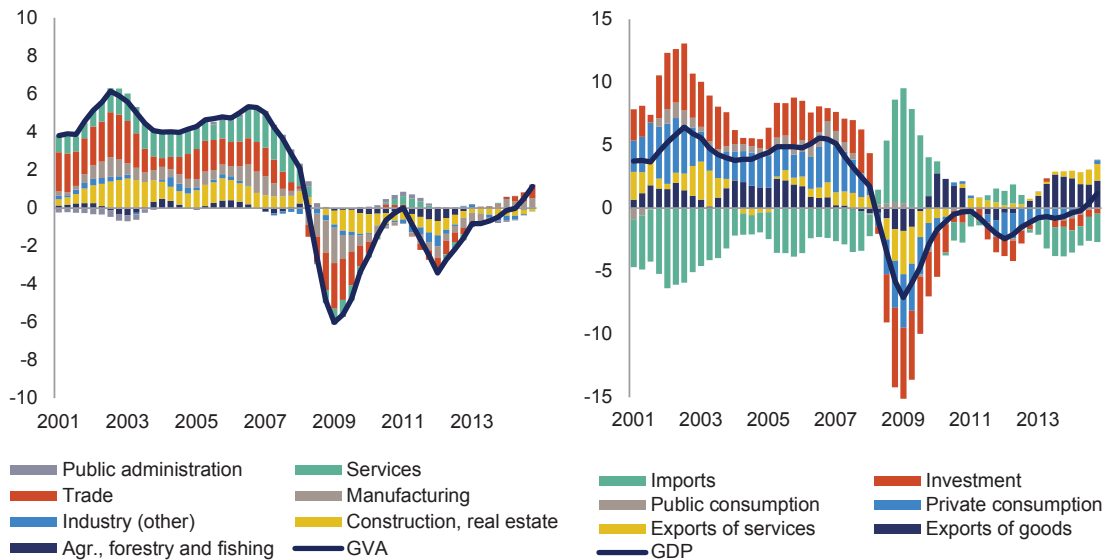 10
8
6
4
2
0
-2
-4
-6
-8
-10
2001 2003 2005 2007 2009 2011 2013
Public administration
Services
Trade
Manufacturing
Industry (other)
Construction, real estate
Agr., forestry and fishing
GVA
15
10
5
0
-5
-10
-15
2001 2003 2005 2007 2009 2011 2013
Imports
Investment
Public consumption
Private consumption
Exports of services
Exports of goods
GDP